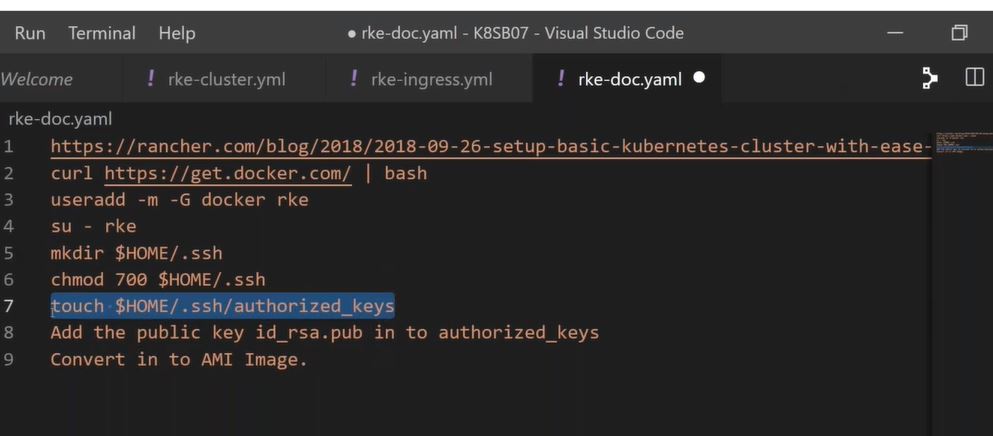 Run Terminal Help ● rke-doc.yaml - K8SB07 - Visual Studio Code
Welcome ! rke-cluster.yml ! rke-ingress.yml ! rke-doc.yaml
rke-doc.yaml
1 https://rancher.com/blog/2018/2018-09-26-setup-basic-kubernetes-cluster-with-ease-
2 curl https://get.docker.com/ | bash
3 useradd -m -G docker rke
4 su - rke
5 mkdir $HOME/.ssh
6 chmod 700 $HOME/.ssh
7 touch $HOME/.ssh/authorized_keys
8 Add the public key id_rsa.pub in to authorized_keys
9 Convert in to AMI Image.